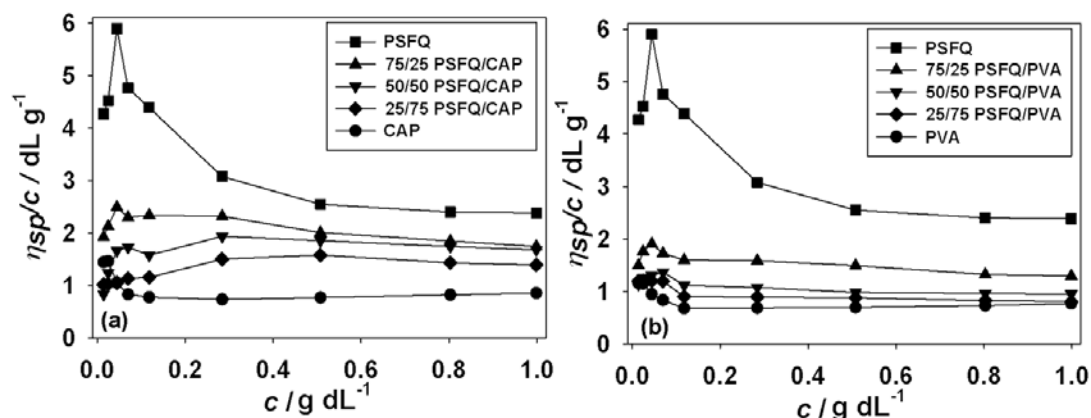 6
5
4
3
2
1
0
ηsp/c / dL g⁻¹
PSFQ
75/25 PSFQ/CAP
50/50 PSFQ/CAP
25/75 PSFQ/CAP
CAP
(a)
0.0 0.2 0.4 0.6 0.8 1.0
c / g dL⁻¹
6
5
4
3
2
1
0
ηsp/c / dL g⁻¹
PSFQ
75/25 PSFQ/PVA
50/50 PSFQ/PVA
25/75 PSFQ/PVA
PVA
(b)
0.0 0.2 0.4 0.6 0.8 1.0
c / g dL⁻¹